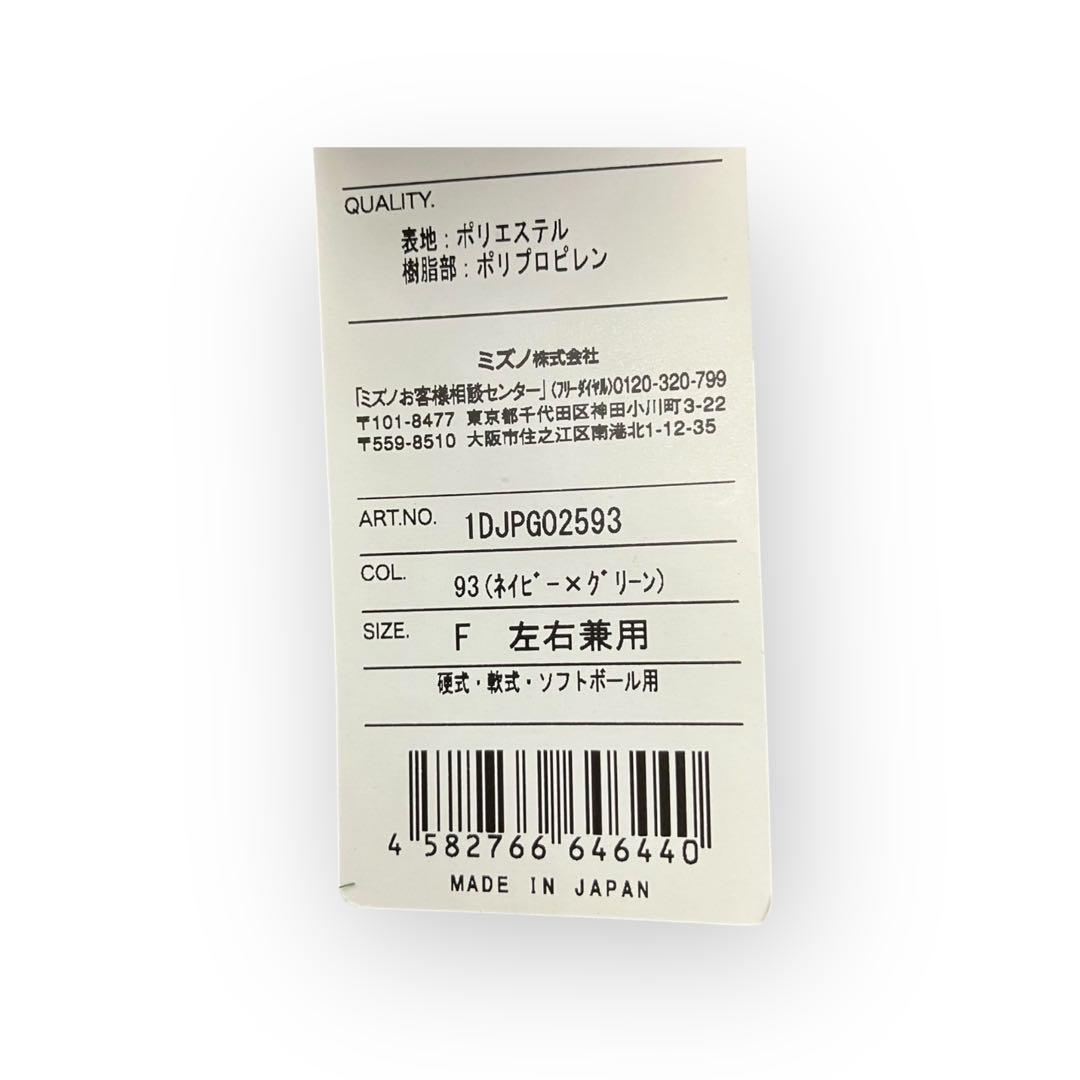 QUALITY.
表地：ポリエステル
樹脂部：ポリプロピレン
ミズノ株式会社
「ミズノお客様相談センター」(ﾌﾘｰﾀﾞｲﾔﾙ)0120-320-799
〒101-8477 東京都千代田区神田小川町3-22
〒559-8510 大阪市住之江区南港北1-12-35
ART.NO. 1DJPG02593
COL. 93(ﾈｲﾋﾞｰ×ｸﾞﾘｰﾝ)
SIZE. F 左右兼用
硬式・軟式・ソフトボール用
4 582766 646440
MADE IN JAPAN